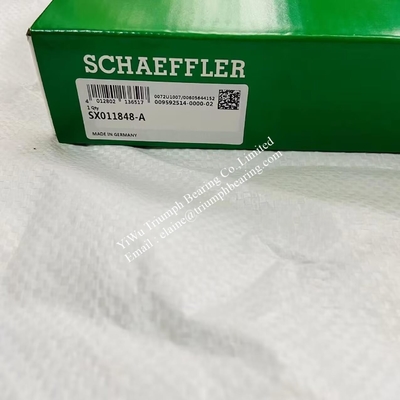 SCHAEFFLER
4 012802 136517
0072U1007/00805644152
009592514-0000-02
1 Qty
SX011848-A
MADE IN GERMANY
YiWu Triumph Bearing Co.,Limited
Email : elaine@triumphbearing.com